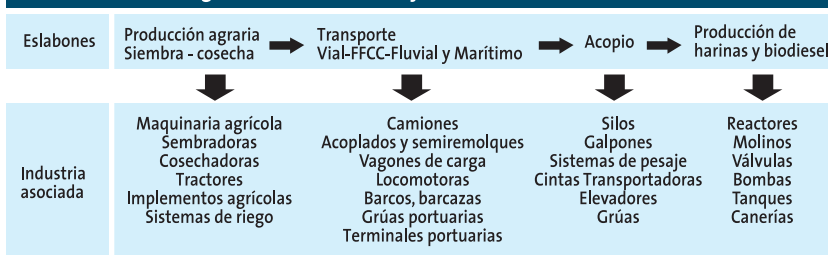 Eslabones
Producción agraria
Siembra - cosecha
Transporte
Vial-FFCC-Fluvial y Marítimo
Acopio
Producción de
harinas y biodiesel
Industria
asociada
Maquinaria agrícola
Sembradoras
Cosechadoras
Tractores
Implementos agrícolas
Sistemas de riego
Camiones
Acoplados y semiremolques
Vagones de carga
Locomotoras
Barcos, barcazas
Grúas portuarias
Terminales portuarias
Silos
Galpones
Sistemas de pesaje
Cintas Transportadoras
Elevadores
Grúas
Reactores
Molinos
Válvulas
Bombas
Tanques
Canerías